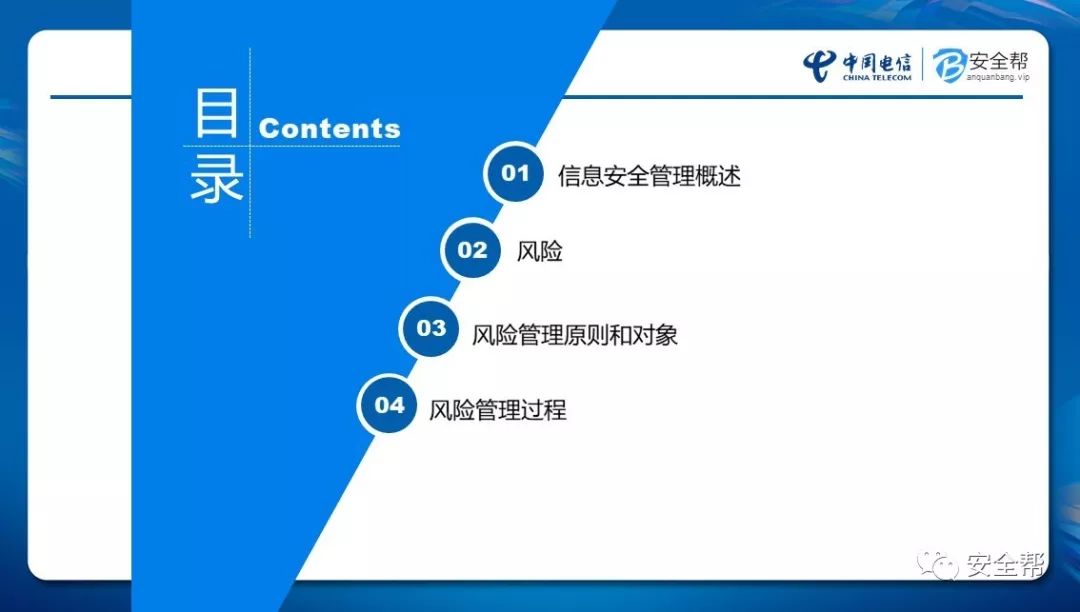 中国电信
CHINA TELECOM
安全帮
anquanbang.vip
目录
Contents
01 信息安全管理概述
02 风险
03 风险管理原则和对象
04 风险管理过程
安全帮